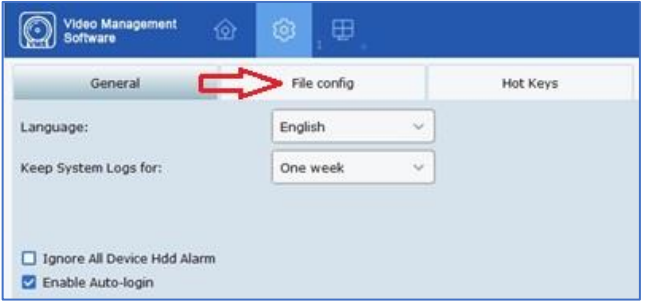 Video Management
Software
1
General
File config
Hot Keys
Language:
English
Keep System Logs for:
One week
Ignore All Device Hdd Alarm
Enable Auto-login